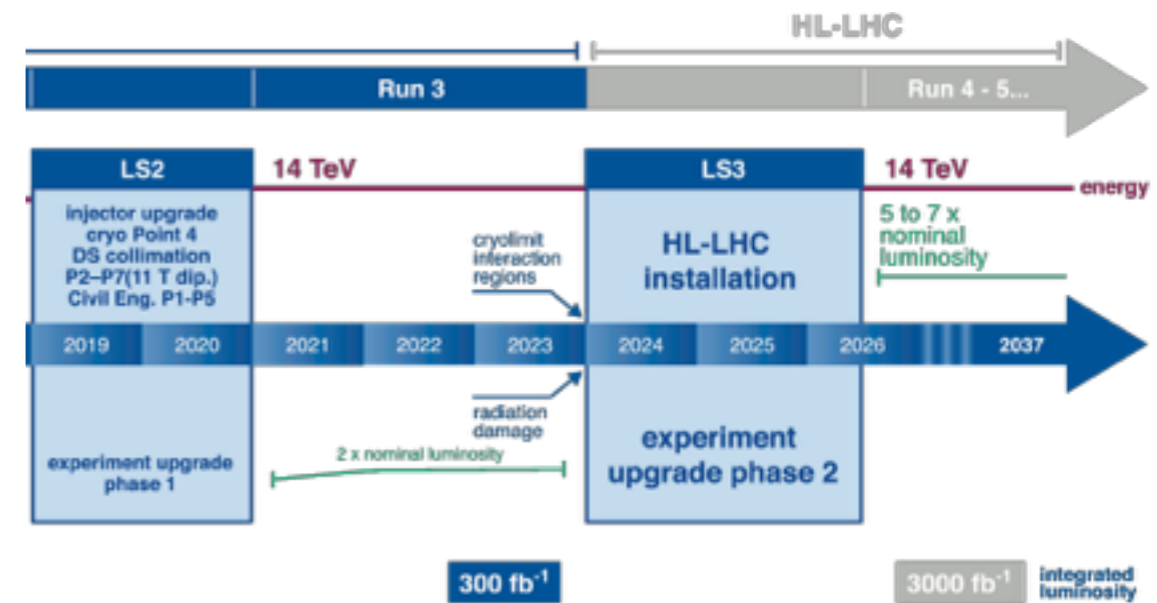 HL-LHC
Run 3
Run 4 - 5...
LS2
14 TeV
LS3
14 TeV
energy
injector upgrade
cryo Point 4
DS collimation
P2–P7(11 T dip.)
Civil Eng. P1-P5
cryolimit
interaction
regions
HL-LHC
installation
5 to 7 x
nominal
luminosity
2019
2020
2021
2022
2023
2024
2025
2026
2037
experiment upgrade
phase 1
2 x nominal luminosity
radiation
damage
experiment
upgrade phase 2
300 fb-1
3000 fb-1
integrated
luminosity